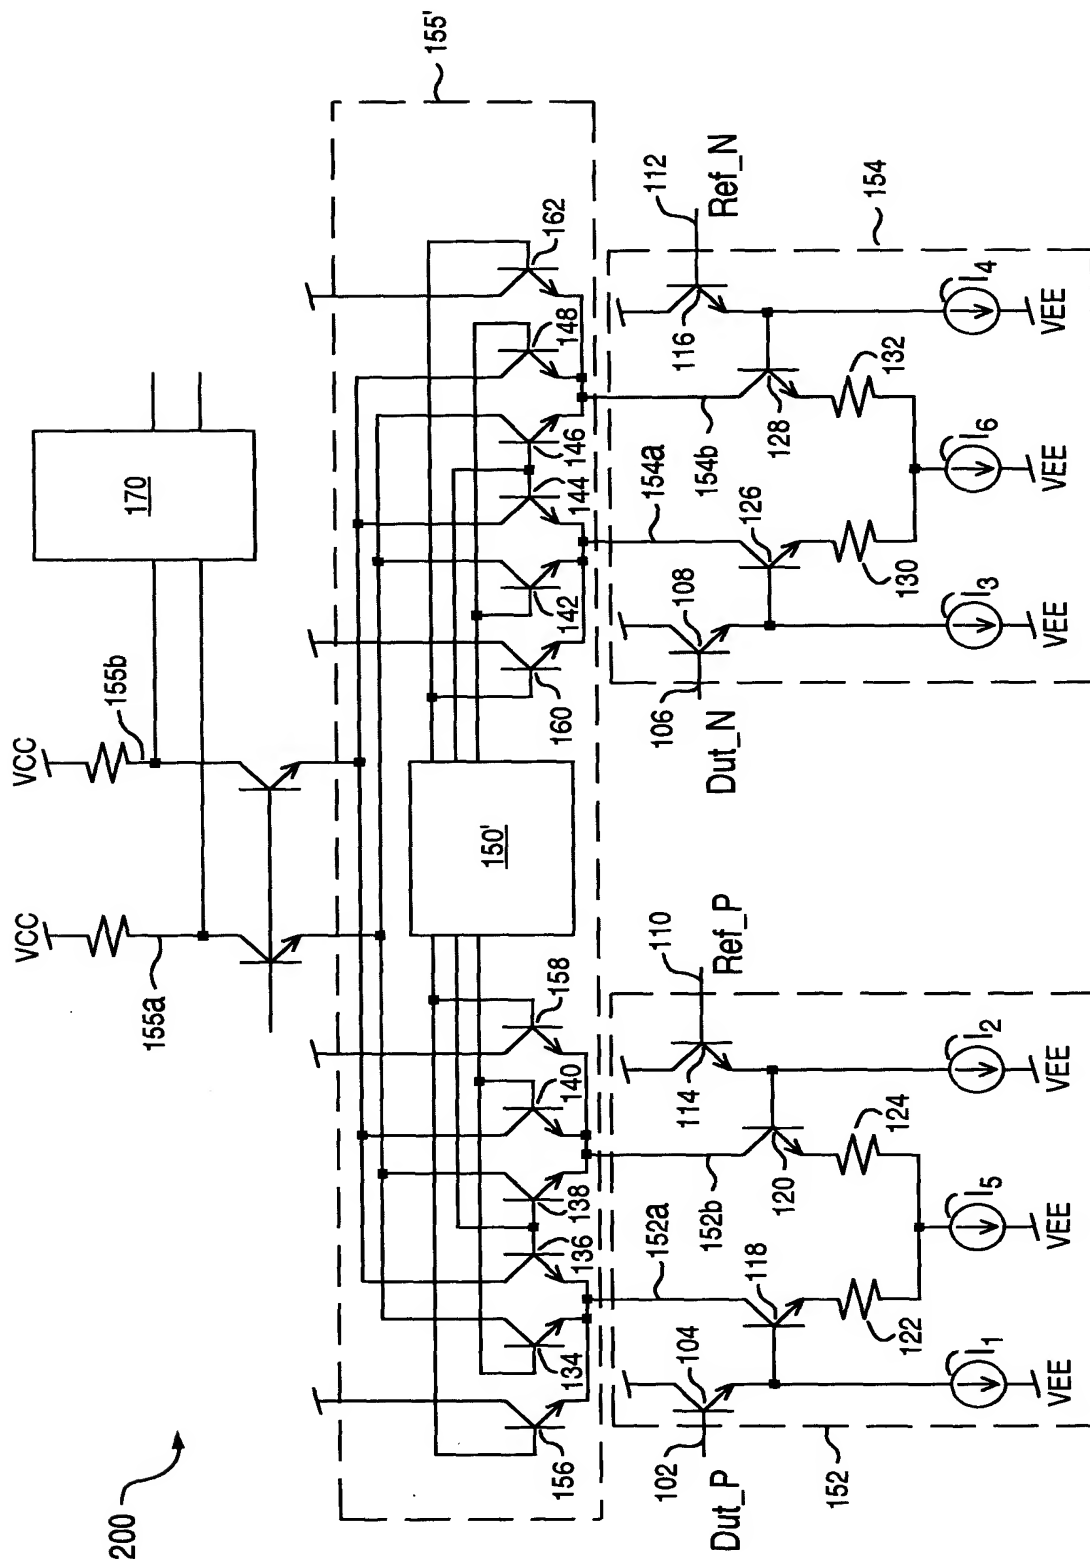 200
VCC
VCC
155a
155b
170
155'
150'
156
134
136
138
140
158
160
142
144
146
148
162
152a
152b
154a
154b
Dut_P
102
104
118
120
114
110
Ref_P
Dut_N
106
108
126
128
116
112
Ref_N
122
124
130
132
152
154
I1
I5
I2
I3
I6
I4
VEE
VEE
VEE
VEE
VEE
VEE